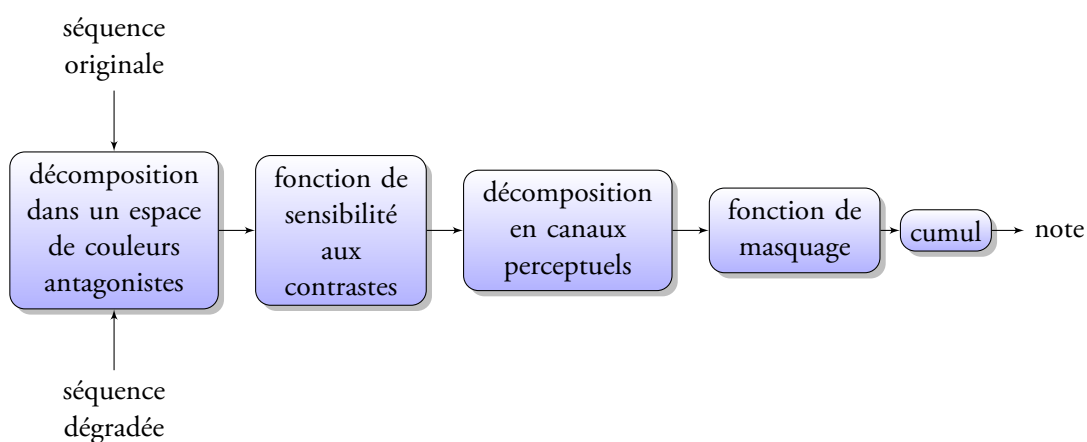 séquence
originale
décomposition
dans un espace
de couleurs
antagonistes
fonction de
sensibilité
aux
contrastes
décomposition
en canaux
perceptuels
fonction de
masquage
cumul
note
séquence
dégradée